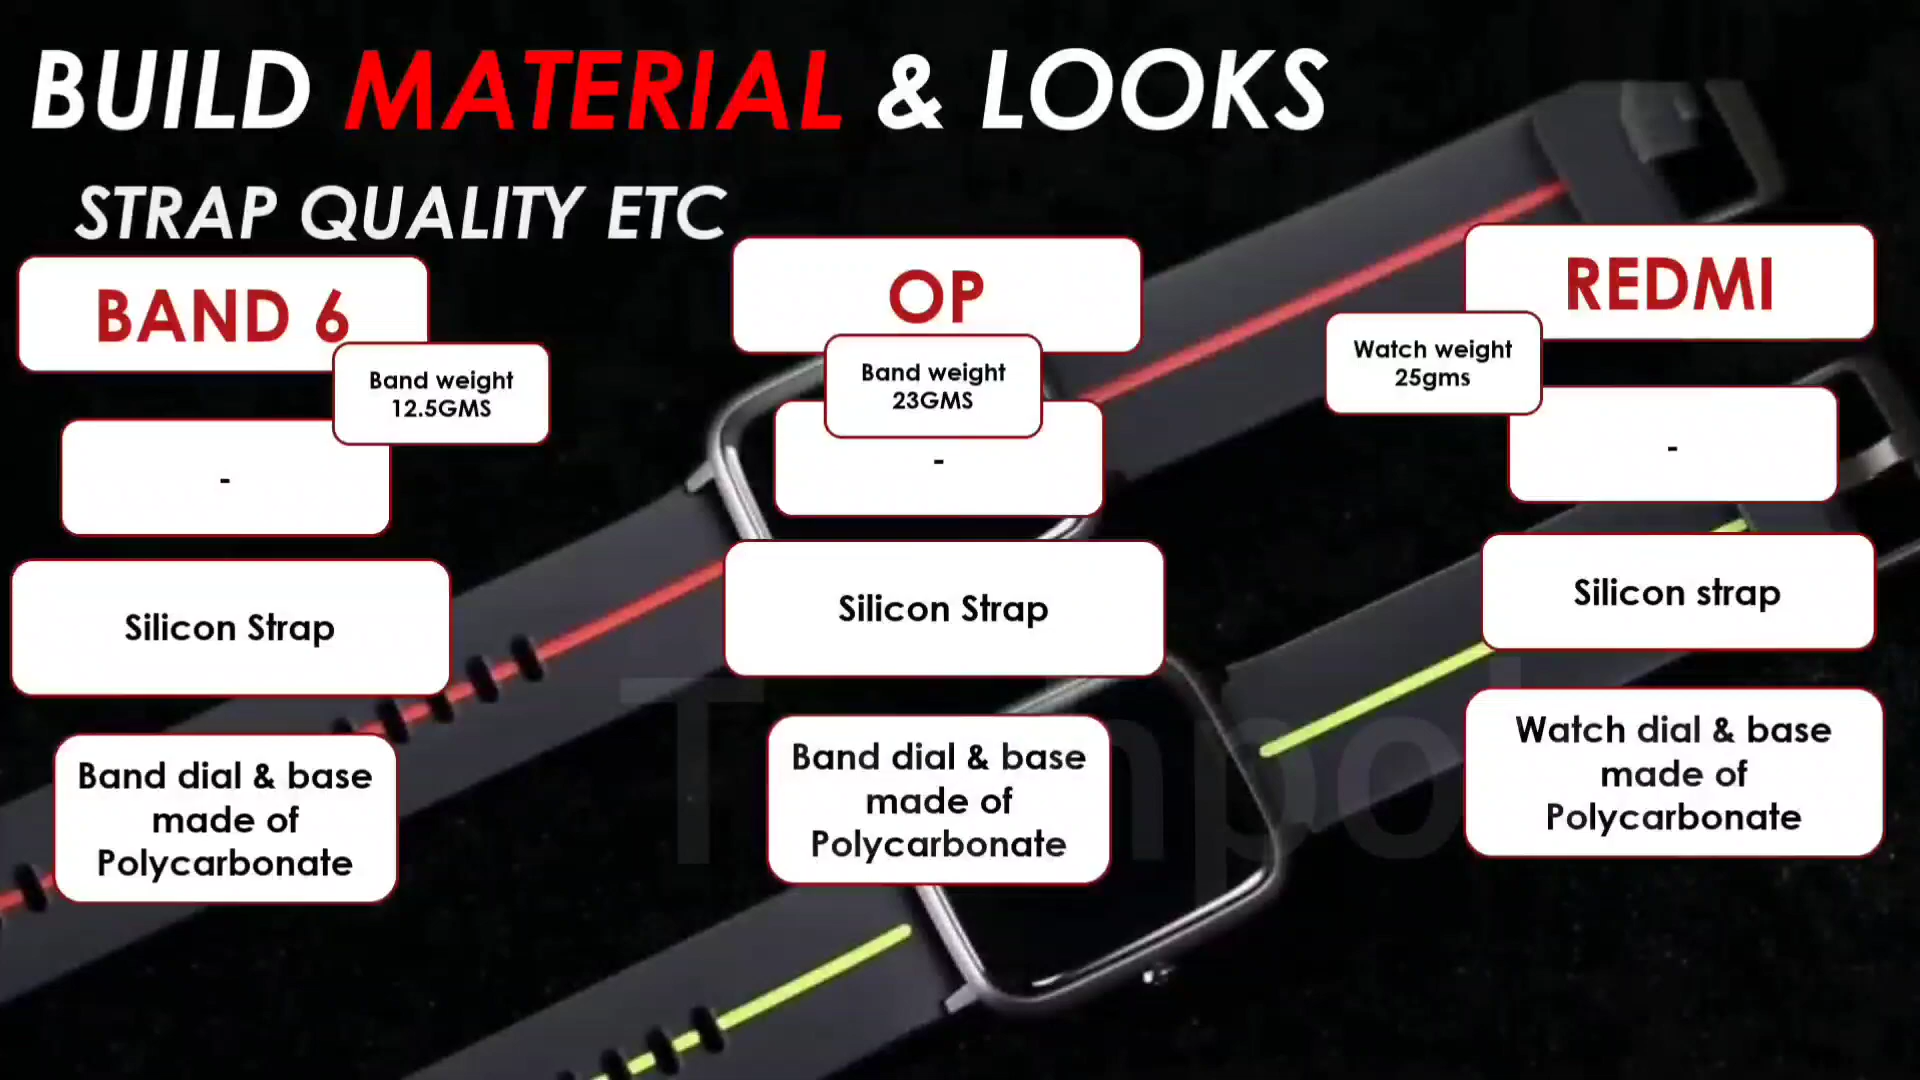 BUILD MATERIAL & LOOKS
STRAP QUALITY ETC
BAND 6
Band weight
12.5GMS
-
Silicon Strap
Band dial & base
made of
Polycarbonate
OP
Band weight
23GMS
-
Silicon Strap
Band dial & base
made of
Polycarbonate
REDMI
Watch weight
25gms
-
Silicon strap
Watch dial & base
made of
Polycarbonate